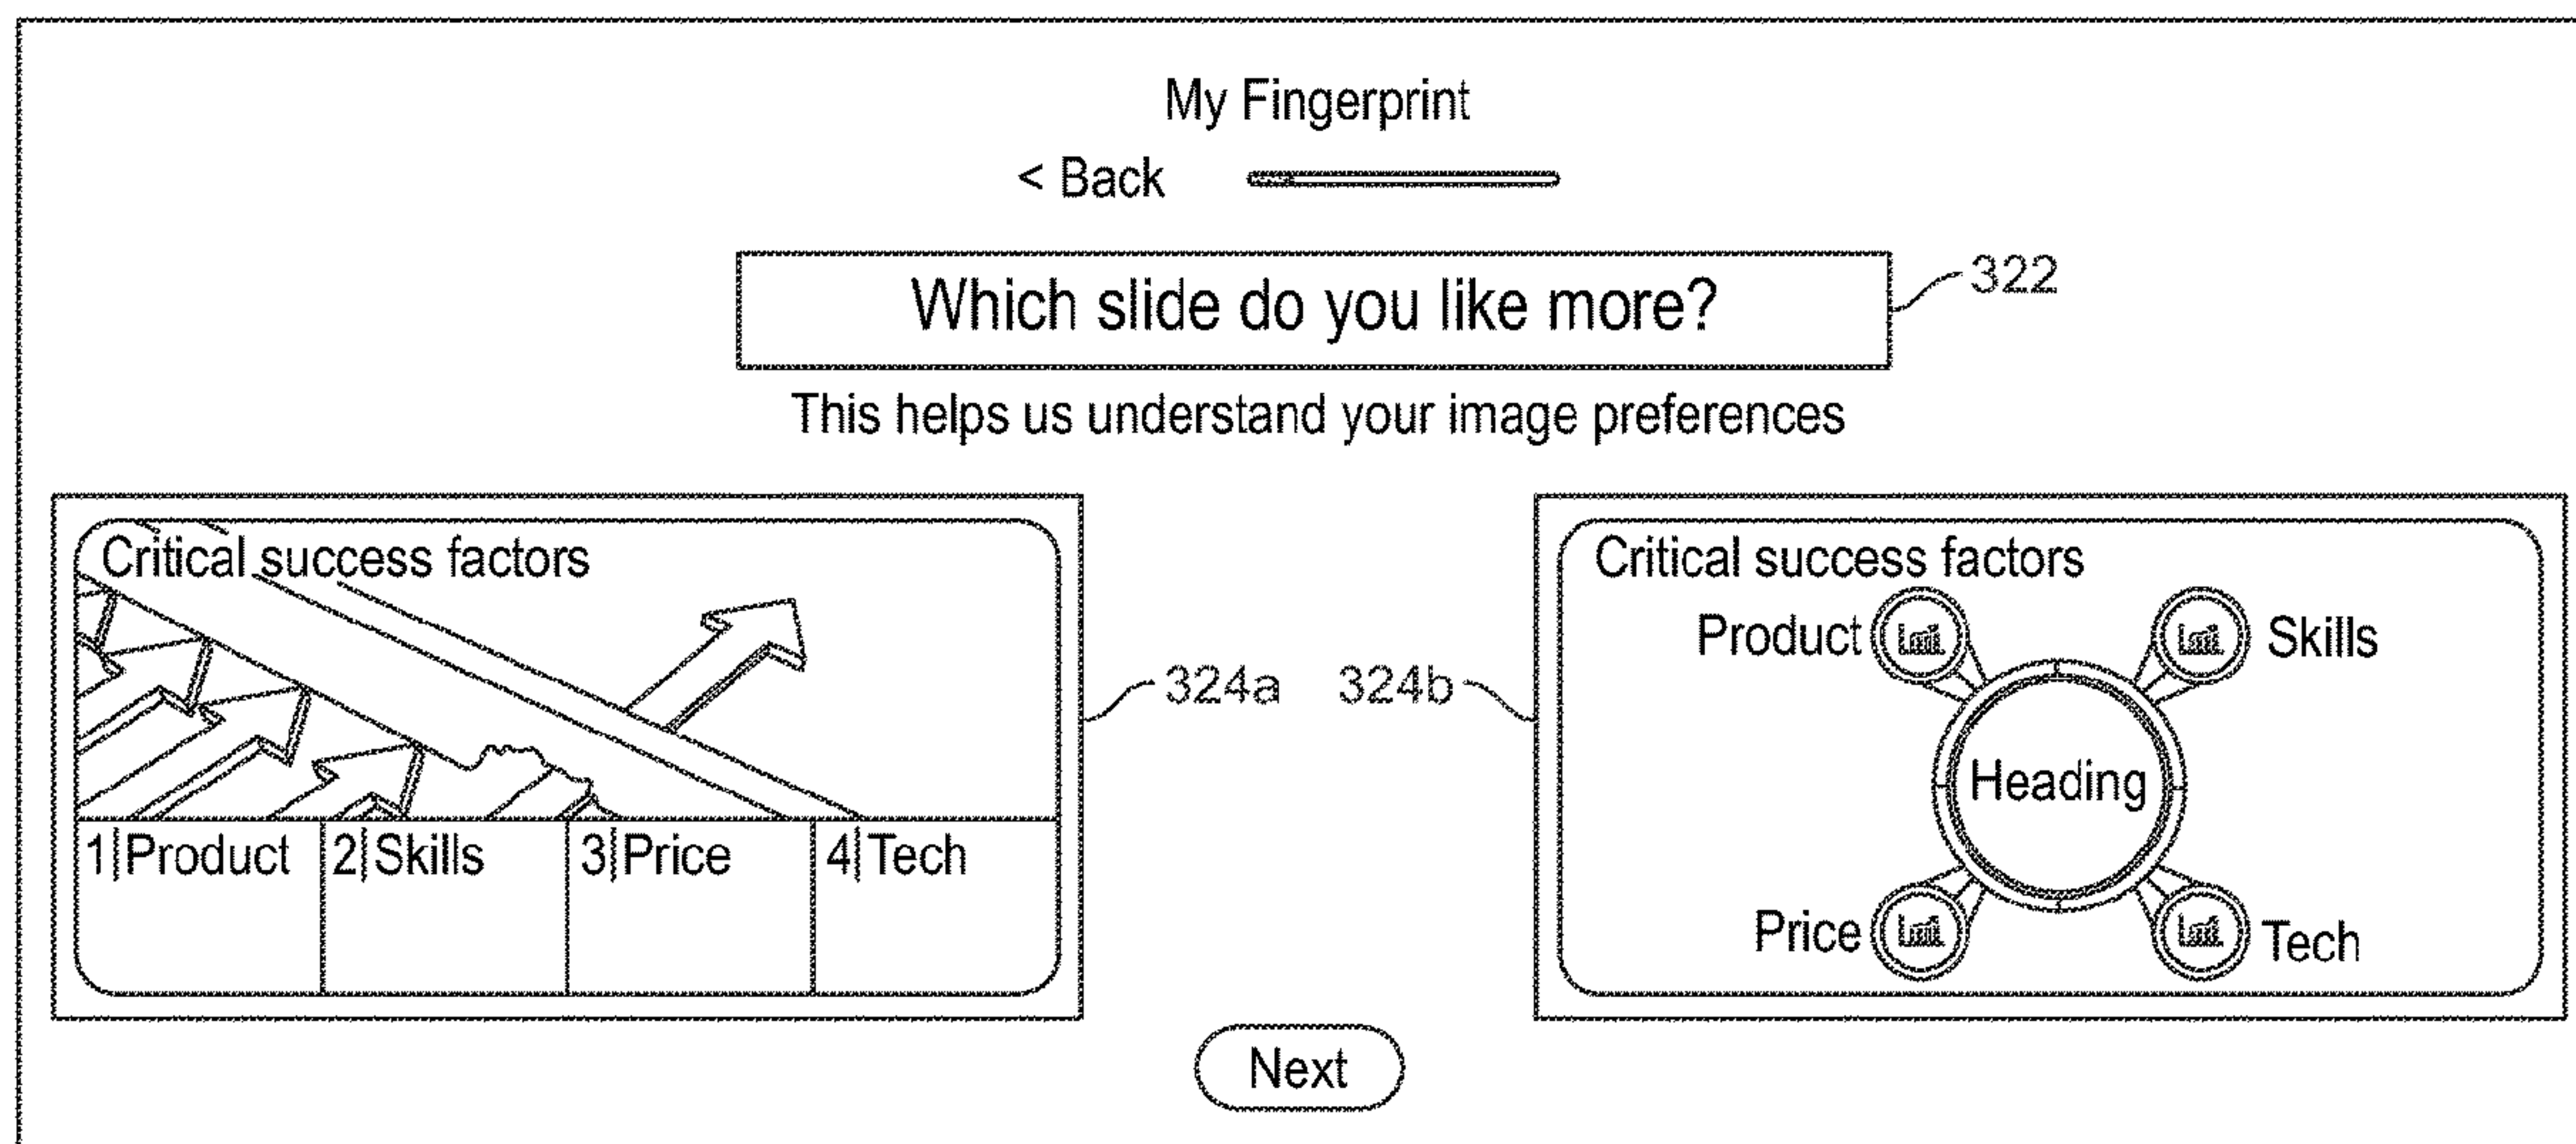 My Fingerprint
< Back
Which slide do you like more?
322
This helps us understand your image preferences
Critical success factors
1|Product
2|Skills
3|Price
4|Tech
324a
324b
Critical success factors
Product
Skills
Heading
Price
Tech
Next